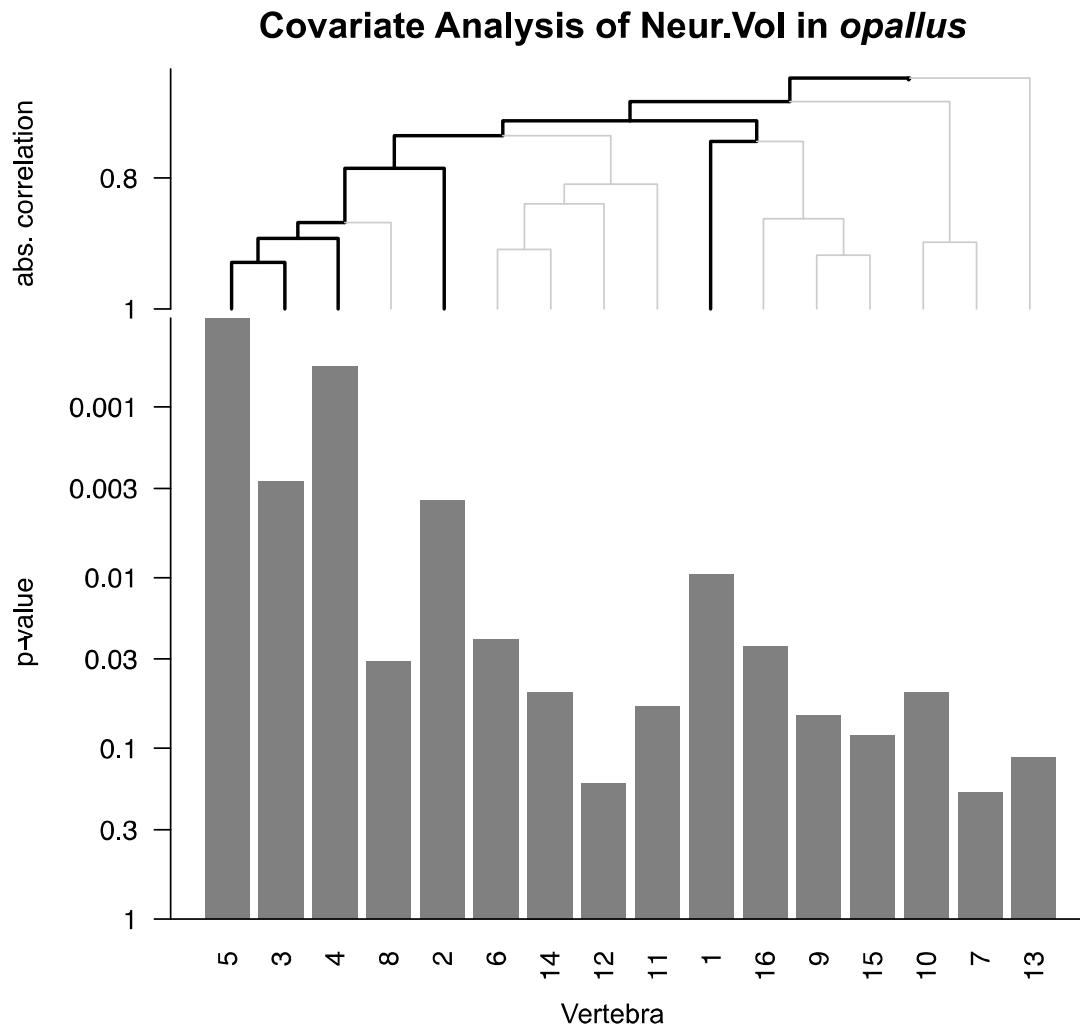 Covariate Analysis of Neur.Vol in opallus
abs. correlation
0.8
1
p-value
0.001
0.003
0.01
0.03
0.1
0.3
1
5 3 4 8 2 6 14 12 11 1 16 9 15 10 7 13
Vertebra